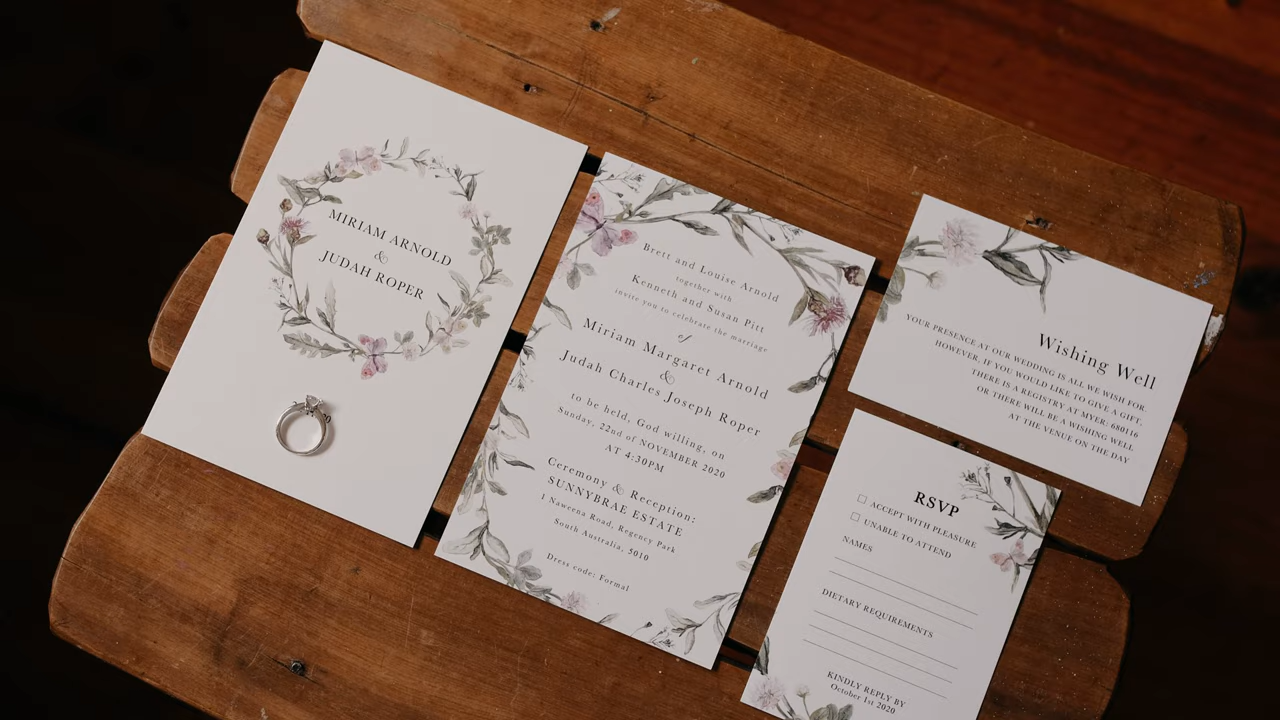 MIRIAM ARNOLD
&
JUDAH ROPER
Brett and Louise Arnold
together with
Kenneth and Susan Pitt
invite you to celebrate the marriage
of
Miriam Margaret Arnold
&
Judah Charles Joseph Roper
to be held, God willing, on
Sunday, 22nd of NOVEMBER 2020
AT 4:30PM
Ceremony & Reception:
SUNNYBRAE ESTATE
1 Naweena Road, Regency Park
South Australia, 5010
Dress code: Formal
Wishing Well
YOUR PRESENCE AT OUR WEDDING IS ALL WE WISH FOR.
HOWEVER, IF YOU WOULD LIKE TO GIVE A GIFT,
THERE IS A REGISTRY AT MYER: 680116
OR THERE WILL BE A WISHING WELL
AT THE VENUE ON THE DAY
RSVP
☐ ACCEPT WITH PLEASURE
☐ UNABLE TO ATTEND
NAMES
DIETARY REQUIREMENTS
KINDLY REPLY BY
October 1st 2020